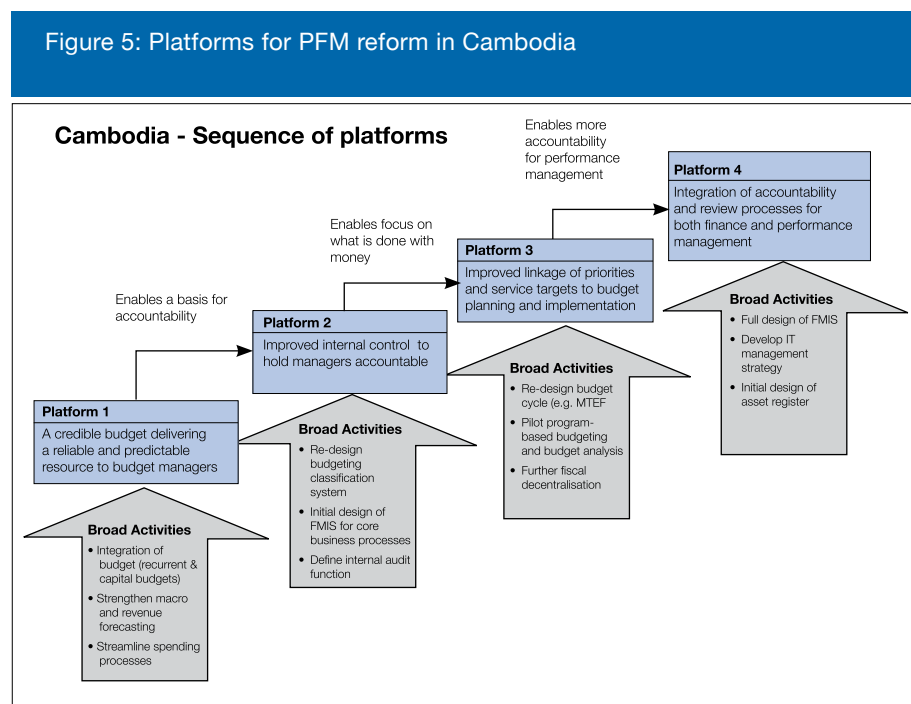 Figure 5: Platforms for PFM reform in Cambodia
Cambodia - Sequence of platforms
Platform 1
A credible budget delivering
a reliable and predictable
resource to budget managers
Broad Activities
• Integration of
budget (recurrent &
capital budgets)
• Strengthen macro
and revenue
forecasting
• Streamline spending
processes
Enables a basis for
accountability
Platform 2
Improved internal control to
hold managers accountable
Broad Activities
• Re-design
budgeting
classification
system
• Initial design of
FMIS for core
business processes
• Define internal audit
function
Enables focus on
what is done with
money
Platform 3
Improved linkage of priorities
and service targets to budget
planning and implementation
Broad Activities
• Re-design budget
cycle (e.g. MTEF
• Pilot program-
based budgeting
and budget analysis
• Further fiscal
decentralisation
Enables more
accountability
for performance
management
Platform 4
Integration of accountability
and review processes for
both finance and performance
management
Broad Activities
• Full design of FMIS
• Develop IT
management
strategy
• Initial design of
asset register